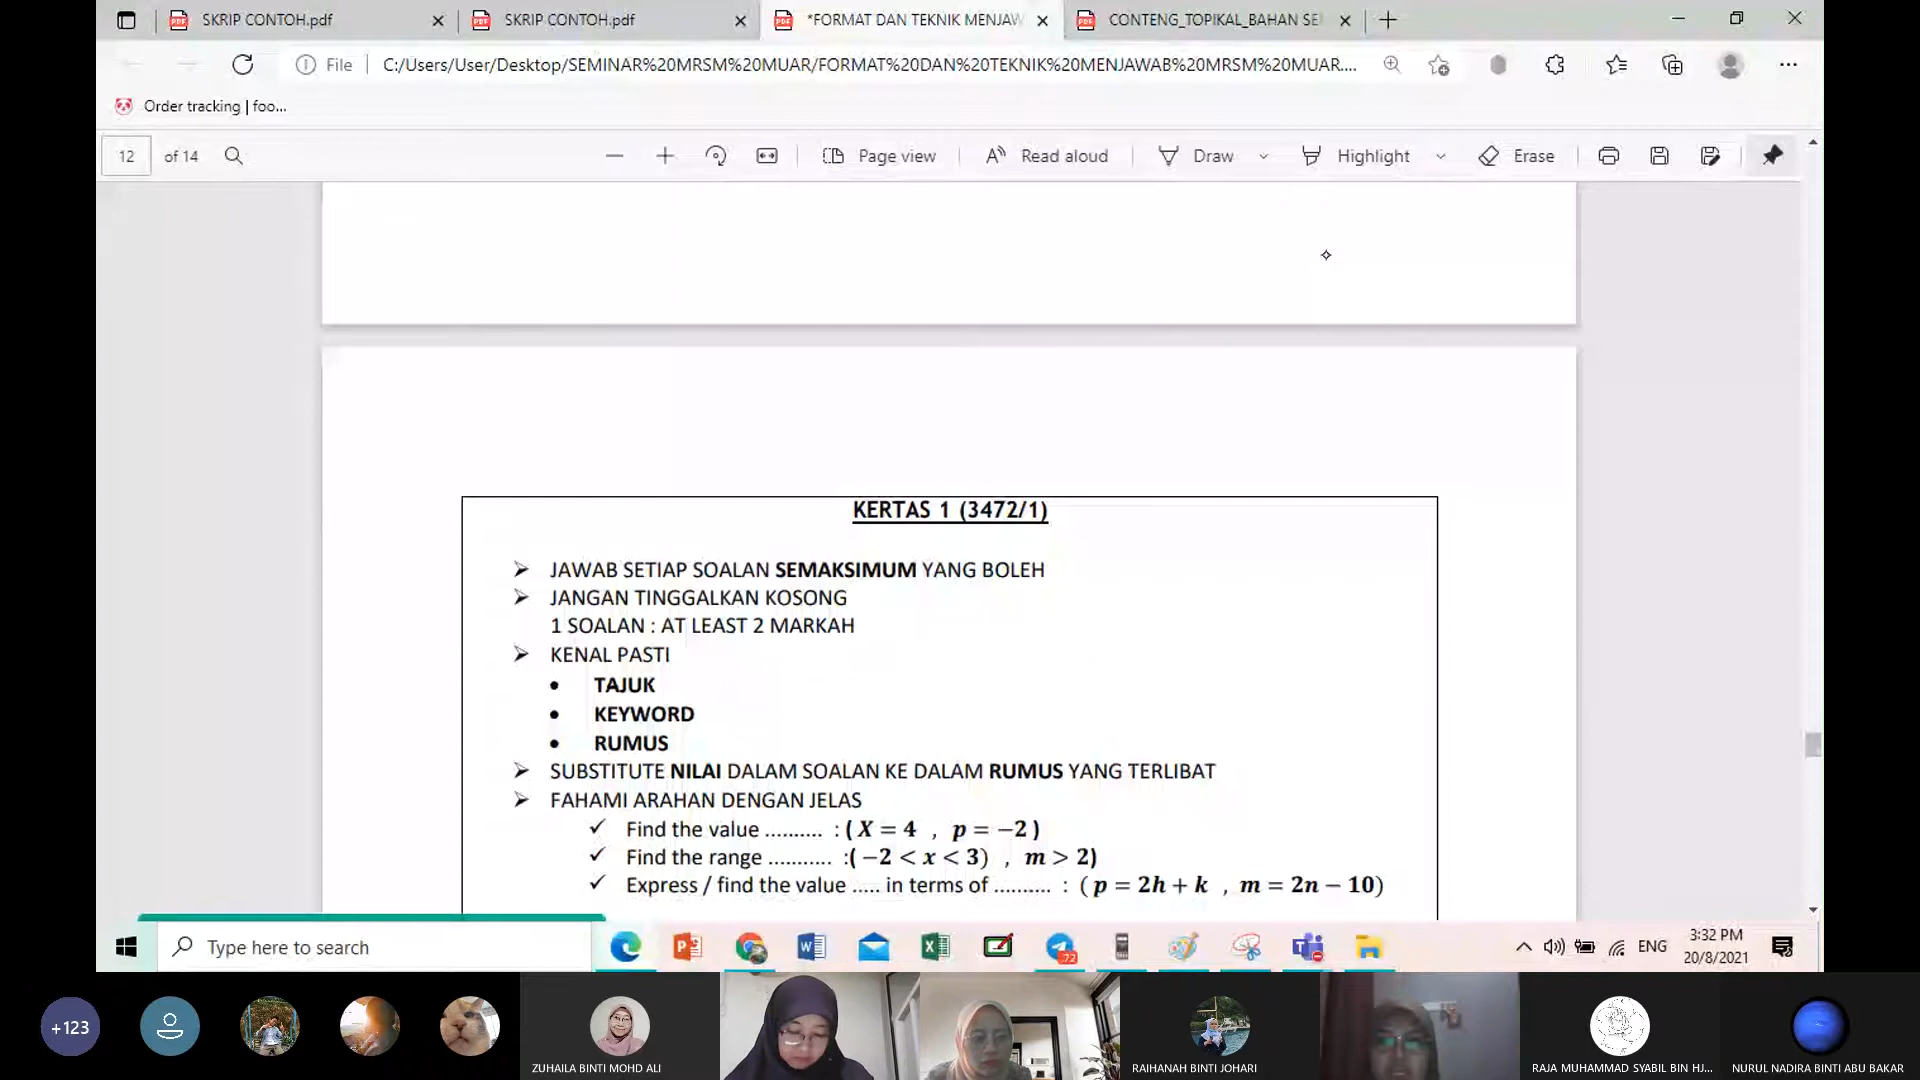 SKRIP CONTOH.pdf
SKRIP CONTOH.pdf
*FORMAT DAN TEKNIK MENJAW
CONTENG_TOPIKAL_BAHAN SE
File
C:/Users/User/Desktop/SEMINAR%20MRSM%20MUAR/FORMAT%20DAN%20TEKNIK%20MENJAWAB%20MRSM%20MUAR....
Order tracking | foo...
12 of 14
Page view
Read aloud
Draw
Highlight
Erase
KERTAS 1 (3472/1)
➢ JAWAB SETIAP SOALAN SEMAKSIMUM YANG BOLEH
➢ JANGAN TINGGALKAN KOSONG
1 SOALAN : AT LEAST 2 MARKAH
➢ KENAL PASTI
• TAJUK
• KEYWORD
• RUMUS
➢ SUBSTITUTE NILAI DALAM SOALAN KE DALAM RUMUS YANG TERLIBAT
➢ FAHAMI ARAHAN DENGAN JELAS
✓ Find the value .......... : ( X = 4 , p = −2 )
✓ Find the range ........... :( −2 < x < 3) , m > 2)
✓ Express / find the value ..... in terms of .......... : ( p = 2h + k , m = 2n − 10)
Type here to search
72
ENG
3:32 PM
20/8/2021
+123
ZUHAILA BINTI MOHD ALI
RAIHANAH BINTI JOHARI
RAJA MUHAMMAD SYABIL BIN HJ...
NURUL NADIRA BINTI ABU BAKAR